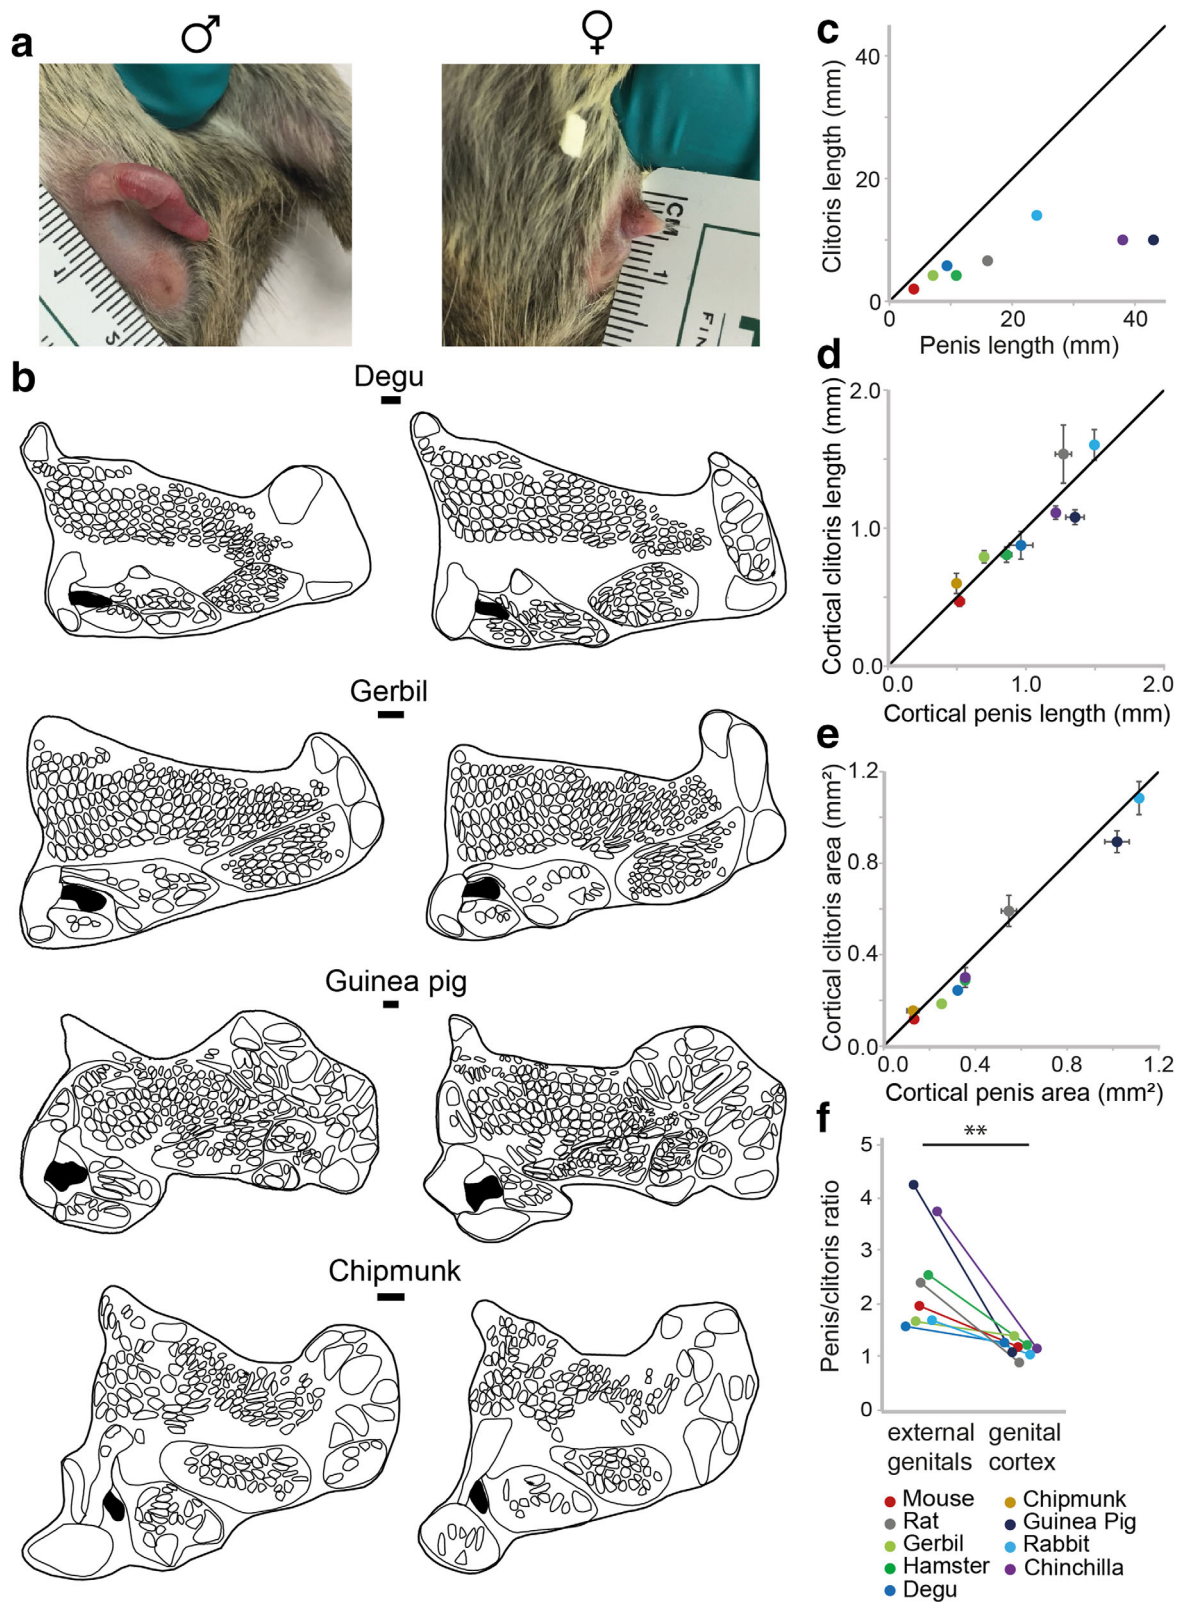 a
♂
♀
1
2
CM
1
FIN
b
Degu
Gerbil
Guinea pig
Chipmunk
c
Clitoris length (mm)
40
20
0
0 20 40
Penis length (mm)
d
Cortical clitoris length (mm)
2.0
1.0
0.0
0.0 1.0 2.0
Cortical penis length (mm)
e
Cortical clitoris area (mm²)
1.2
0.8
0.4
0.0
0.0 0.4 0.8 1.2
Cortical penis area (mm²)
f
**
Penis/clitoris ratio
5
4
3
2
1
0
external genital
genitals cortex
Mouse Chipmunk
Rat Guinea Pig
Gerbil Rabbit
Hamster Chinchilla
Degu